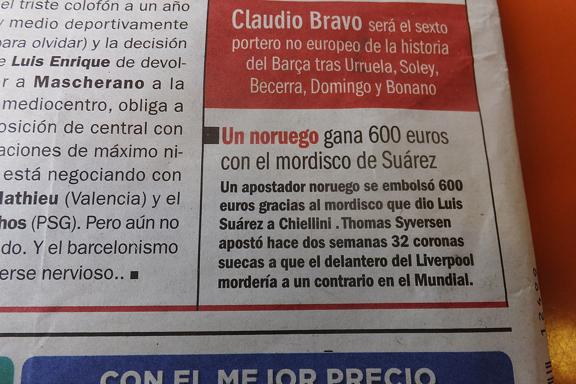 el triste colofón a un año
y medio deportivamente
para olvidar) y la decisión
e Luis Enrique de devol-
er a Mascherano a la
mediocentro, obliga a
osición de central con
aciones de máximo ni-
está negociando con
Mathieu (Valencia) y el
hos (PSG). Pero aún no
do. Y el barcelonismo
erse nervioso.. ■
Claudio Bravo será el sexto
portero no europeo de la historia
del Barça tras Urruela, Soley,
Becerra, Domingo y Bonano
■Un noruego gana 600 euros
con el mordisco de Suárez
Un apostador noruego se embolsó 600
euros gracias al mordisco que dio Luis
Suárez a Chiellini .Thomas Syversen
apostó hace dos semanas 32 coronas
suecas a que el delantero del Liverpool
mordería a un contrario en el Mundial.
CON EL MEJOR PRECIO